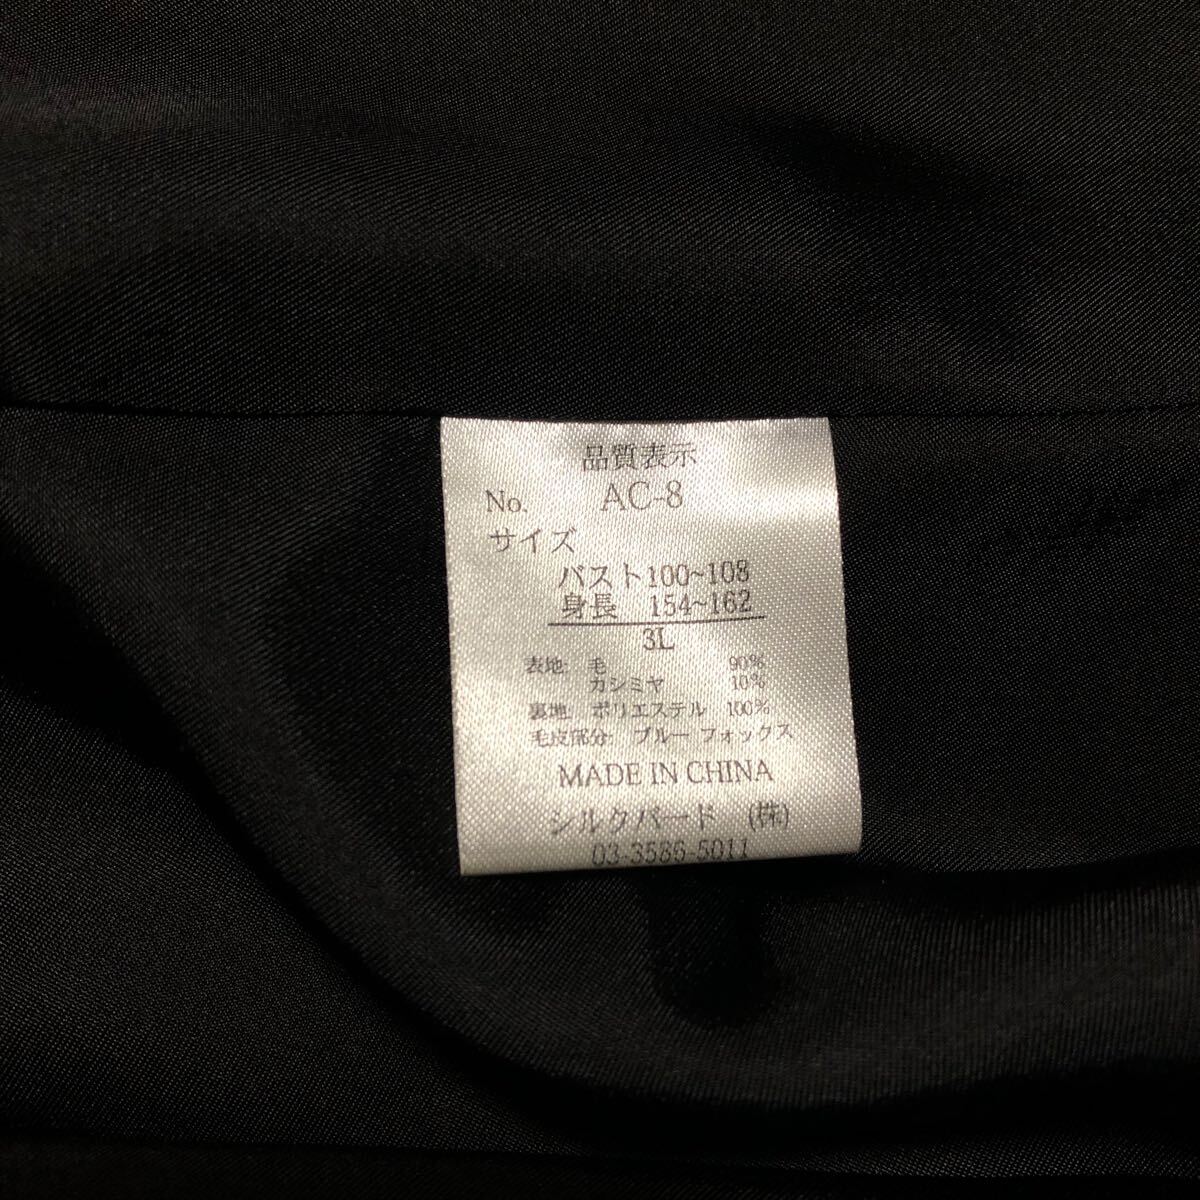 品質表示
No. AC-8
サイズ
バスト100~108
身長 154~162
3L
表地: 毛 90%
カシミヤ 10%
裏地: ポリエステル 100%
毛皮部分: ブルーフォックス
MADE IN CHINA
シルクバード (株)
03-3586-5011